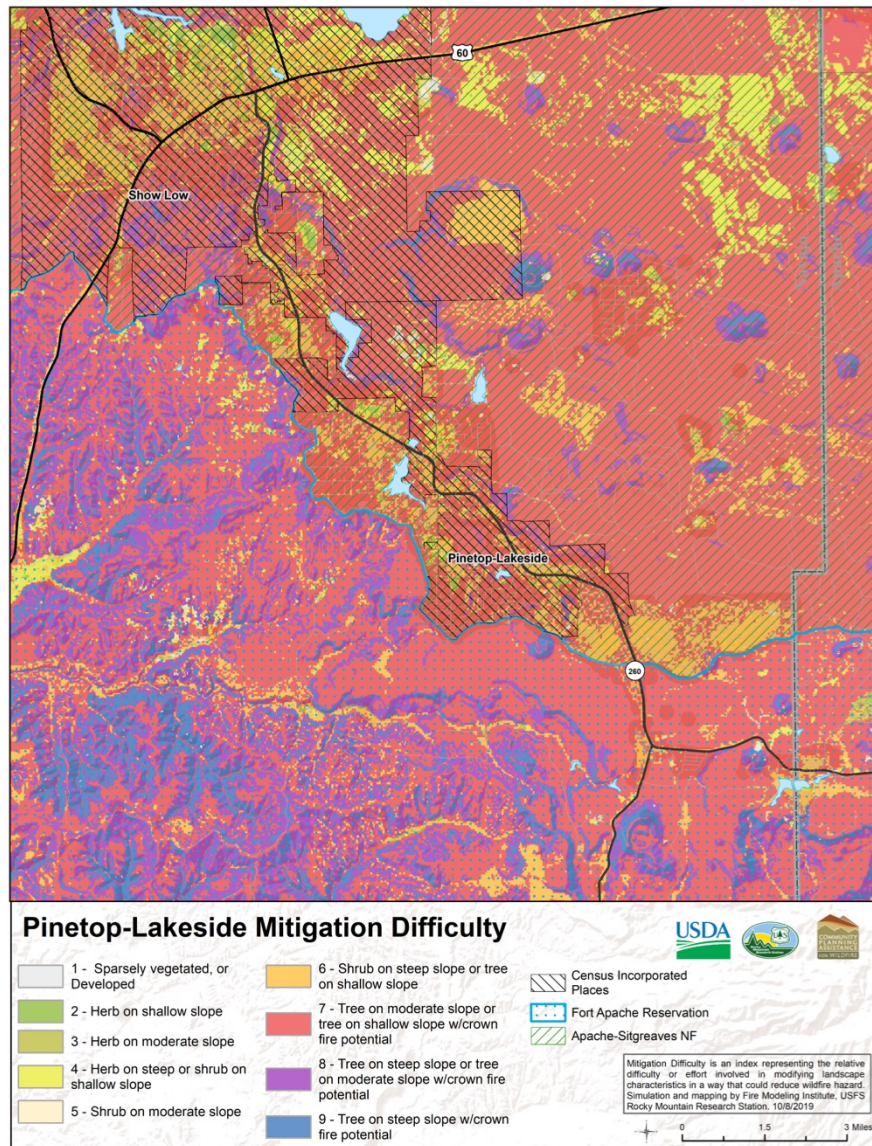 60
Show Low
Pinetop-Lakeside
260
Pinetop-Lakeside Mitigation Difficulty
1 - Sparsely vegetated, or
Developed
2 - Herb on shallow slope
3 - Herb on moderate slope
4 - Herb on steep or shrub on
shallow slope
5 - Shrub on moderate slope
6 - Shrub on steep slope or tree
on shallow slope
7 - Tree on moderate slope or
tree on shallow slope w/crown
fire potential
8 - Tree on steep slope or tree
on moderate slope w/crown fire
potential
9 - Tree on steep slope w/crown
fire potential
USDA
COMMUNITY
PLANNING
ASSISTANCE
FOR WILDFIRE
Census Incorporated
Places
Fort Apache Reservation
Apache-Sitgreaves NF
Mitigation Difficulty is an index representing the relative
difficulty or effort involved in modifying landscape
characteristics in a way that could reduce wildfire hazard.
Simulation and mapping by Fire Modeling Institute, USFS
Rocky Mountain Research Station. 10/8/2019
0 1.5 3 Miles